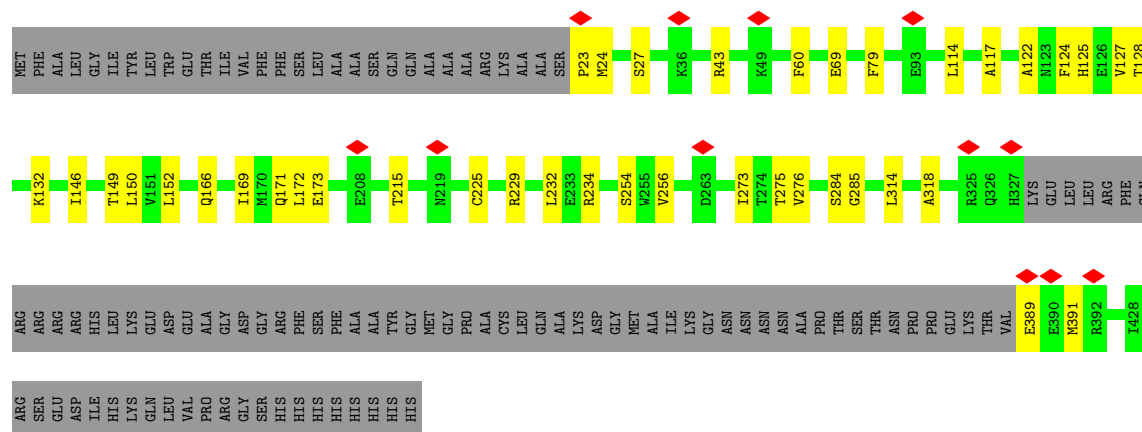 MET PHE ALA LEU GLY ILE TYR LEU TRP GLU THR ILE VAL PHE PHE SER LEU ALA ALA SER GLN GLN ALA ALA ALA ARG LYS ALA ALA SER P23 M24 S27 K36 R43 K49 F60 E69 F79 E93 L114 A117 A122 N123 F124 H125 E126 V127 T128
K132 I146 T149 L150 V151 L152 Q166 I169 M170 Q171 L172 E173 E208 T215 N219 C225 R229 L232 E233 R234 S254 W255 V256 D263 I273 T274 T275 V276 S284 G285 L314 A318 R325 Q326 H327 LYS GLU LEU LEU ARG PHE
ARG ARG ARG ARG HIS LEU LYS GLU ASP GLU ALA GLY ASP GLY ARG PHE SER PHE ALA ALA TYR GLY MET GLY PRO ALA CYS LEU GLN ALA LYS ASP GLY MET ALA ILE LYS GLY ASN ASN ASN ASN ALA PRO THR SER THR ASN PRO PRO GLU LYS THR VAL E389 E390 M391 R392 I428
ARG SER GLU ASP ILE HIS LYS GLN LEU VAL PRO ARG GLY SER HIS HIS HIS HIS HIS HIS HIS HIS